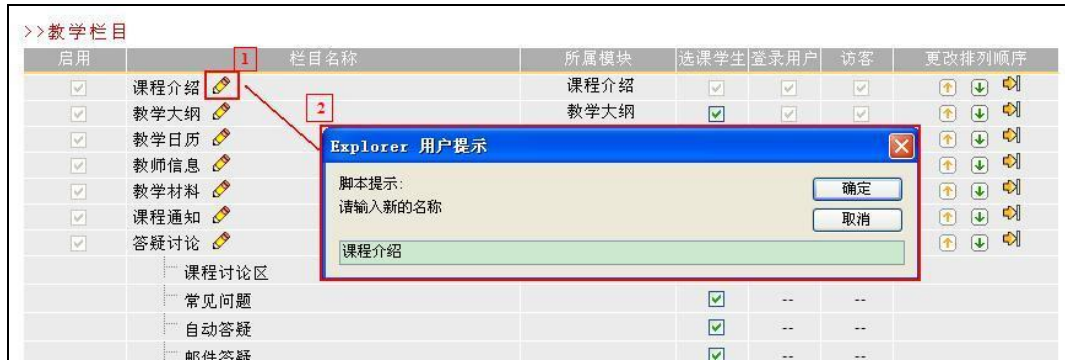 >>教学栏目
启用 栏目名称 所属模块 选课学生 登录用户 访客 更改排列顺序
1
课程介绍 课程介绍
2
教学大纲 教学大纲
教学日历
教师信息
教学材料
课程通知
答疑讨论
Explorer 用户提示
脚本提示: 确定
请输入新的名称 取消
课程介绍
课程讨论区
常见问题 -- --
自动答疑 -- --
邮件答疑 -- --